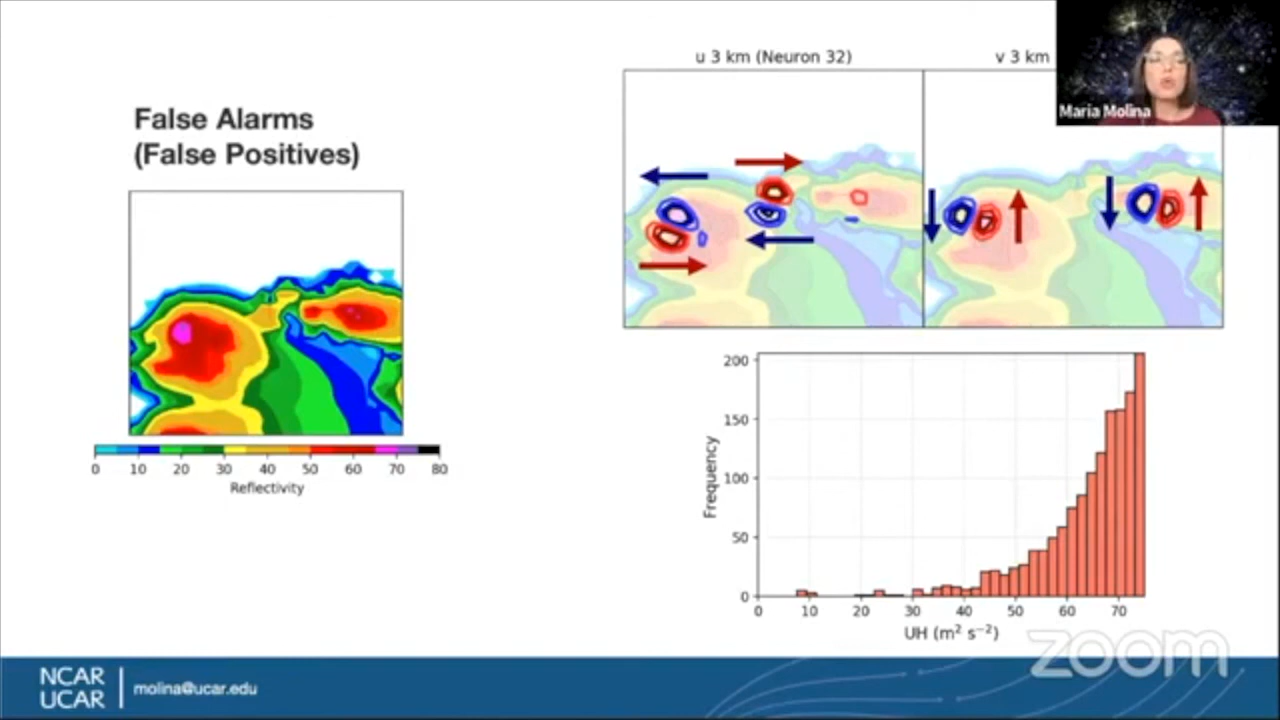 u 3 km (Neuron 32)
v 3 km
Maria Molina
False Alarms
(False Positives)
0 10 20 30 40 50 60 70 80
Reflectivity
200
150
100
50
0
Frequency
0 10 20 30 40 50 60 70
UH (m² s⁻²)
zoom
NCAR
UCAR
molina@ucar.edu